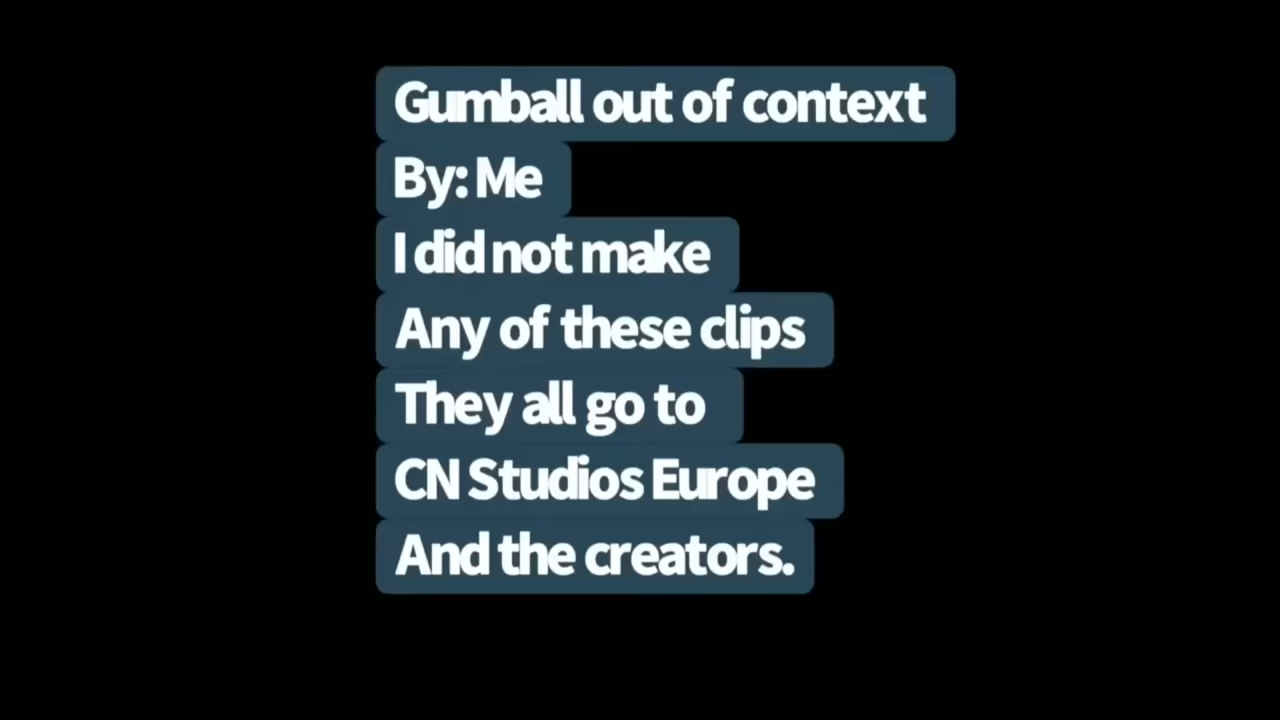 Gumball out of context
By: Me
I did not make
Any of these clips
They all go to
CN Studios Europe
And the creators.